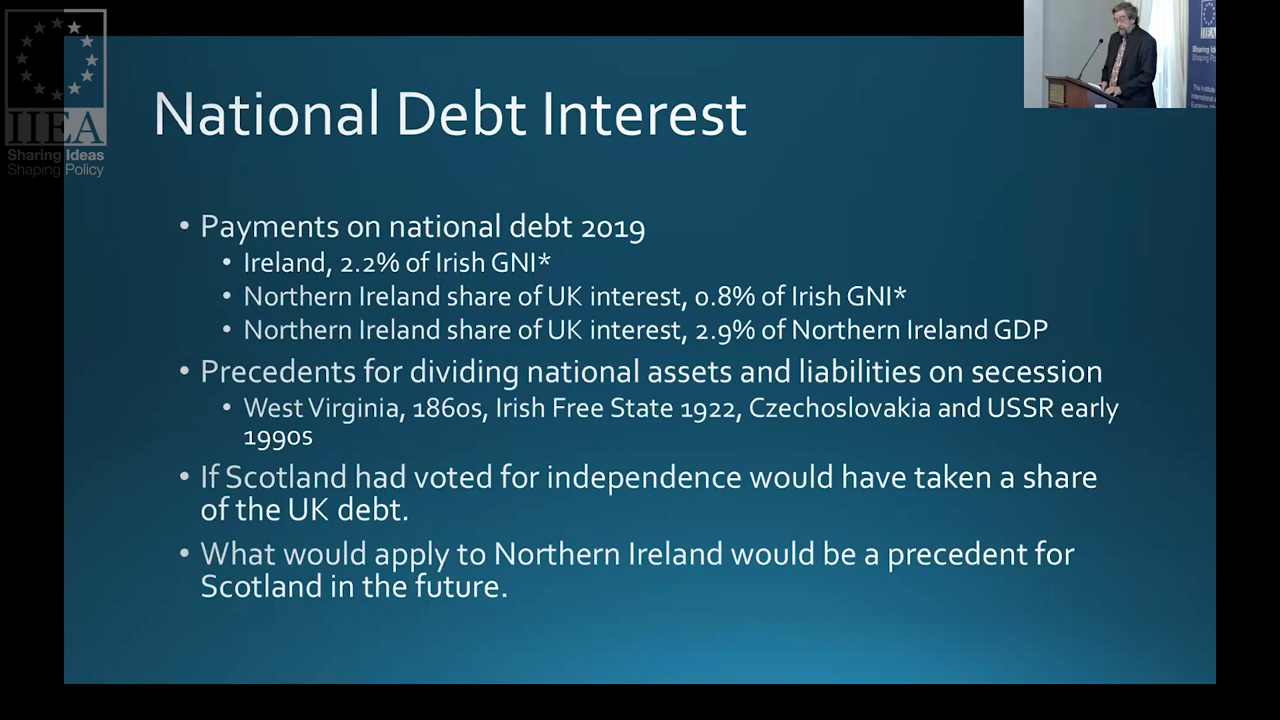 IIEA
Sharing Ideas
Shaping Policy
National Debt Interest
• Payments on national debt 2019
• Ireland, 2.2% of Irish GNI*
• Northern Ireland share of UK interest, 0.8% of Irish GNI*
• Northern Ireland share of UK interest, 2.9% of Northern Ireland GDP
• Precedents for dividing national assets and liabilities on secession
• West Virginia, 1860s, Irish Free State 1922, Czechoslovakia and USSR early
1990s
• If Scotland had voted for independence would have taken a share
of the UK debt.
• What would apply to Northern Ireland would be a precedent for
Scotland in the future.
IIEA
Sharing
Shaping